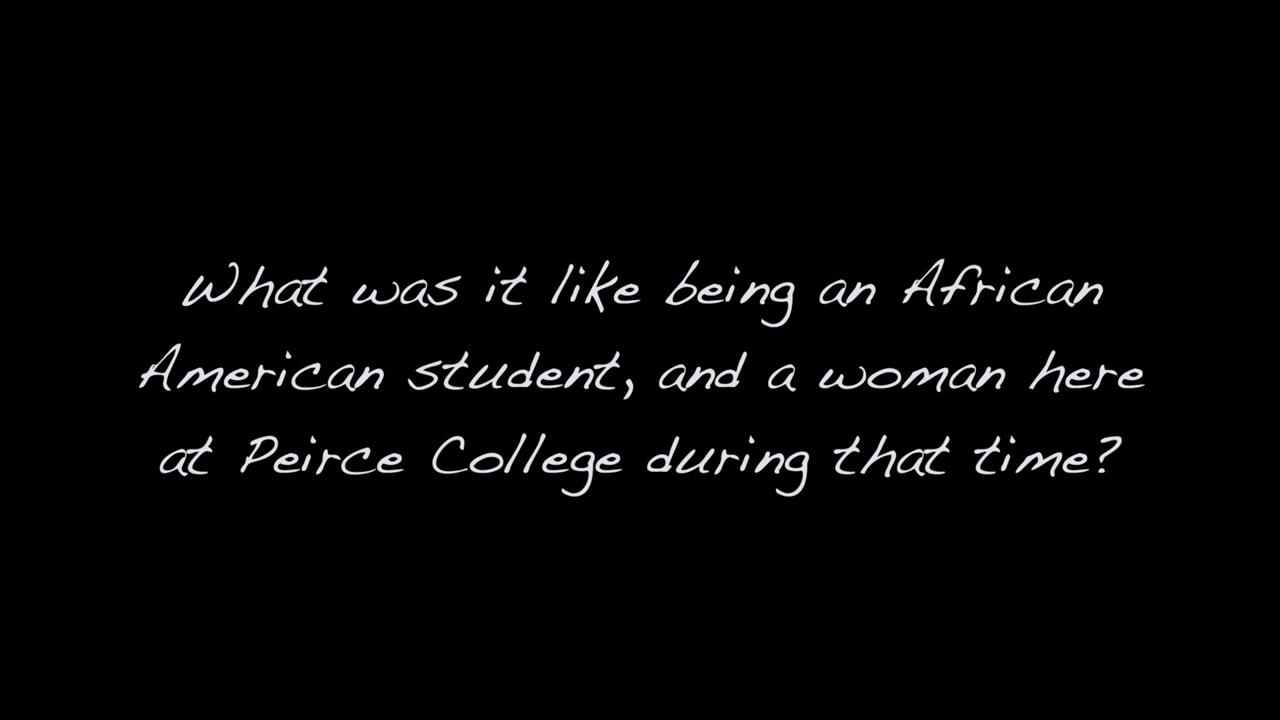 What was it like being an African
American student, and a woman here
at Peirce College during that time?